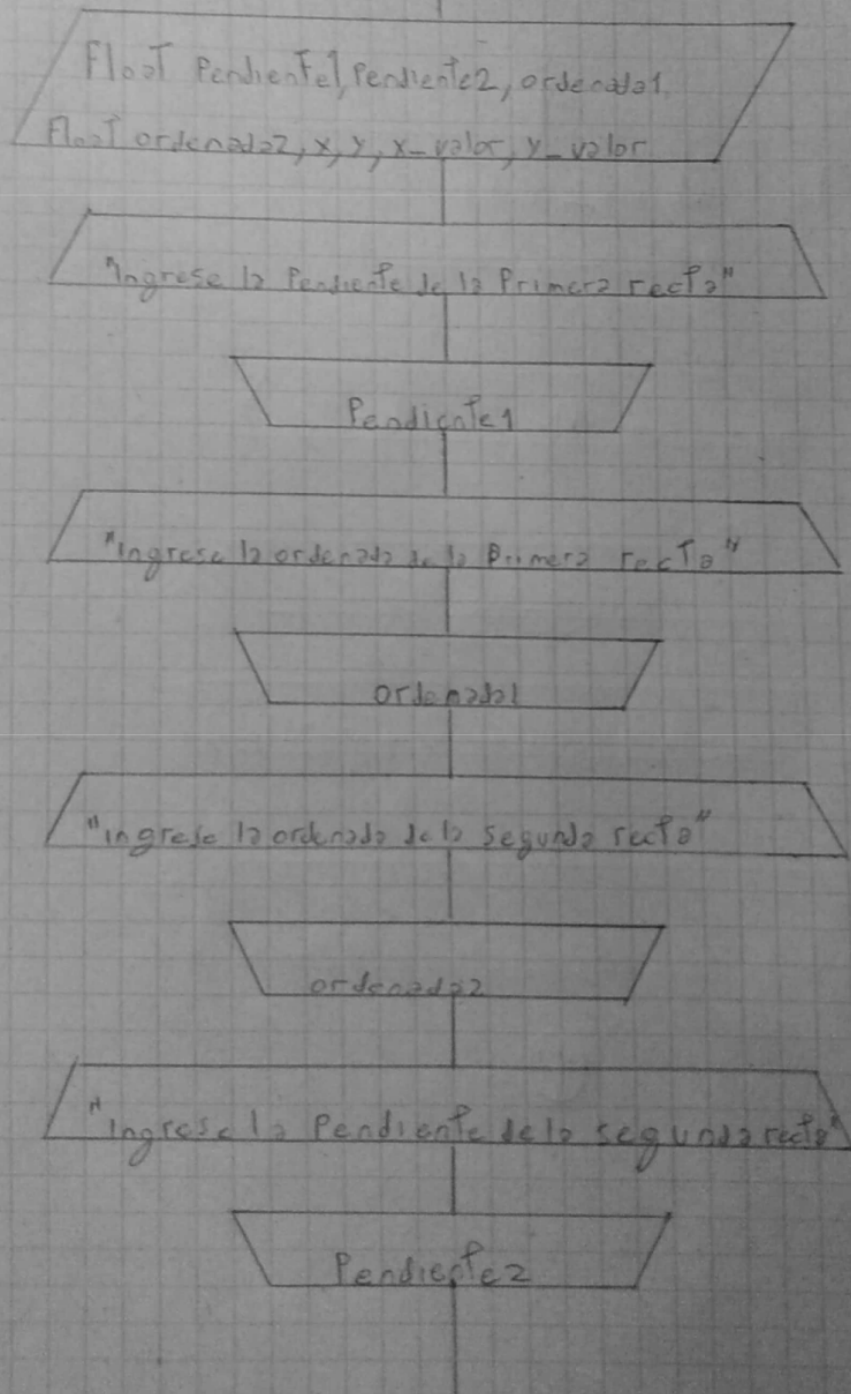 Float Pendiente1, Pendiente2, ordenada1
Float ordenada2, x, y, x_valor, y_valor
"Ingrese la Pendiente de la Primera recta"
Pendiente1
"Ingrese la ordenada de la Primera recta"
ordenada1
"ingrese la ordenada de la segunda recta"
ordenada2
"Ingrese la Pendiente de la segunda recta"
Pendiente2